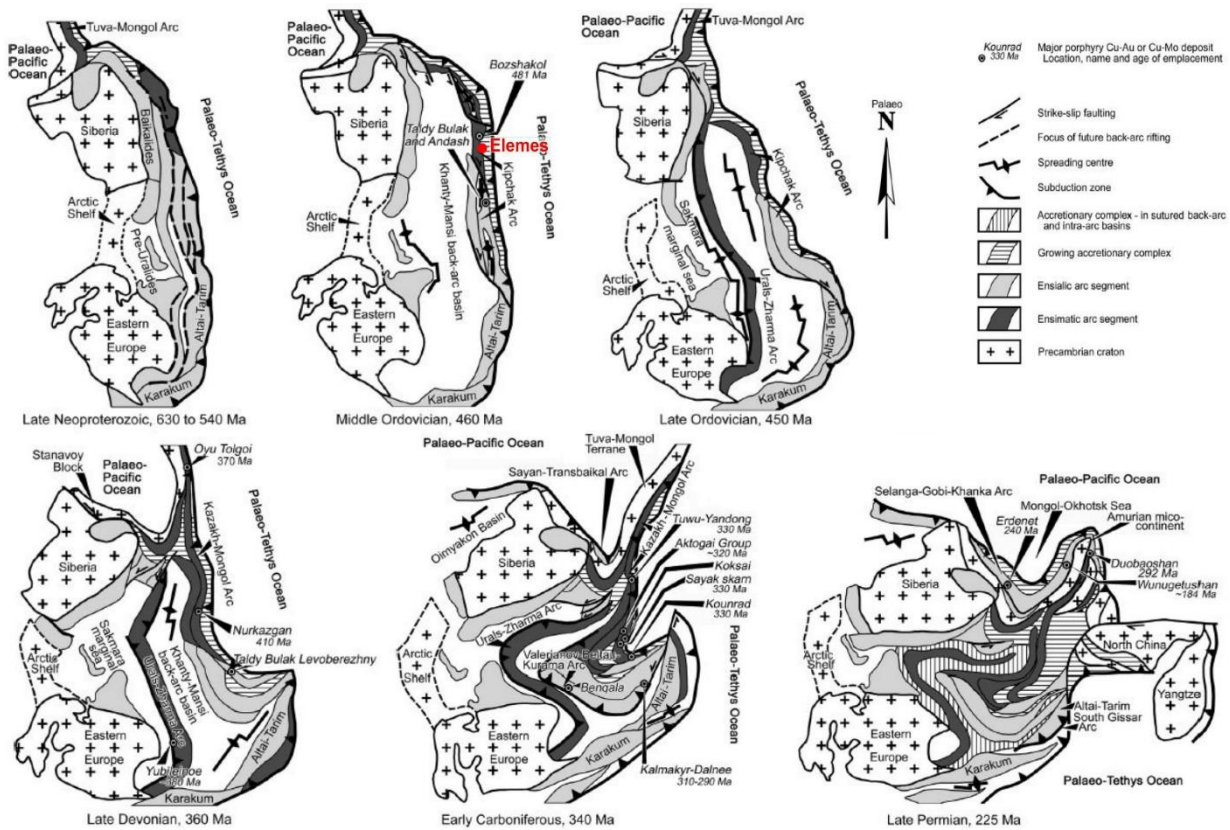 Tuva-Mongol Arc
Palaeo-
Pacific
Ocean
Siberia
Baikalides
Palaeo-Tethys Ocean
Arctic
Shelf
Pre-Uralides
Eastern
Europe
Altai-Tarim
Karakum
Late Neoproterozoic, 630 to 540 Ma
Palaeo-
Pacific
Ocean
Bozshakol
481 Ma
Siberia
Taldy Bulak
and Andash
Elemes
Palaeo-Tethys Ocean
Kipchak Arc
Khanty-Mansi back-arc basin
Arctic
Shelf
Eastern
Europe
Altai-Tarim
Karakum
Middle Ordovician, 460 Ma
Palaeo-Pacific
Ocean
Tuva-Mongol Arc
Siberia
Palaeo-Tethys Ocean
Kipchak Arc
Sakmara
marginal sea
Arctic
Shelf
Urals-Zharma Arc
Eastern
Europe
Altai-Tarim
Karakum
Late Ordovician, 450 Ma
Palaeo
N
Kounrad
330 Ma
Major porphyry Cu-Au or Cu-Mo deposit
Location, name and age of emplacement
Strike-slip faulting
Focus of future back-arc rifting
Spreading centre
Subduction zone
Accretionary complex - in sutured back-arc
and intra-arc basins
Growing accretionary complex
Ensialic arc segment
Ensimatic arc segment
Precambrian craton
Stanavoy
Block
Palaeo-
Pacific
Ocean
Oyu Tolgoi
370 Ma
Siberia
Kazakh-Mongol Arc
Palaeo-Tethys Ocean
Nurkazgan
410 Ma
Taldy Bulak Levoberezhny
Sakmara
marginal
sea
Arctic
Shelf
Urals-Zharma Arc
Khanty-Mansi
back-arc basin
Eastern
Europe
Altai-Tarim
Karakum
Late Devonian, 360 Ma
Palaeo-Pacific Ocean
Tuva-Mongol
Terrane
Sayan-Transbaikal Arc
Oimyakon Basin
Kazakh-Mongol Arc
Siberia
Tuwu-Yandong
330 Ma
Aktogai Group
~320 Ma
Koksai
Sayak skarn
330 Ma
Kounrad
330 Ma
Urals-Zharma Arc
Arctic
Shelf
Valerianov-Beltau
Kurama Arc
Benqala
Altai-Tarim
Palaeo-Tethys Ocean
Eastern
Europe
Karakum
Kalmakyr-Dalnee
310-290 Ma
Early Carboniferous, 340 Ma
Palaeo-Pacific Ocean
Selanga-Gobi-Khanka Arc
Mongol-Okhotsk Sea
Erdenet
240 Ma
Amurian mico-
continent
Siberia
Duobaoshan
292 Ma
Wunugetushan
~184 Ma
Arctic
Shelf
North China
Yangtze
Altai-Tarim
South Gissar
Arc
Eastern
Europe
Karakum
Palaeo-Tethys Ocean
Late Permian, 225 Ma